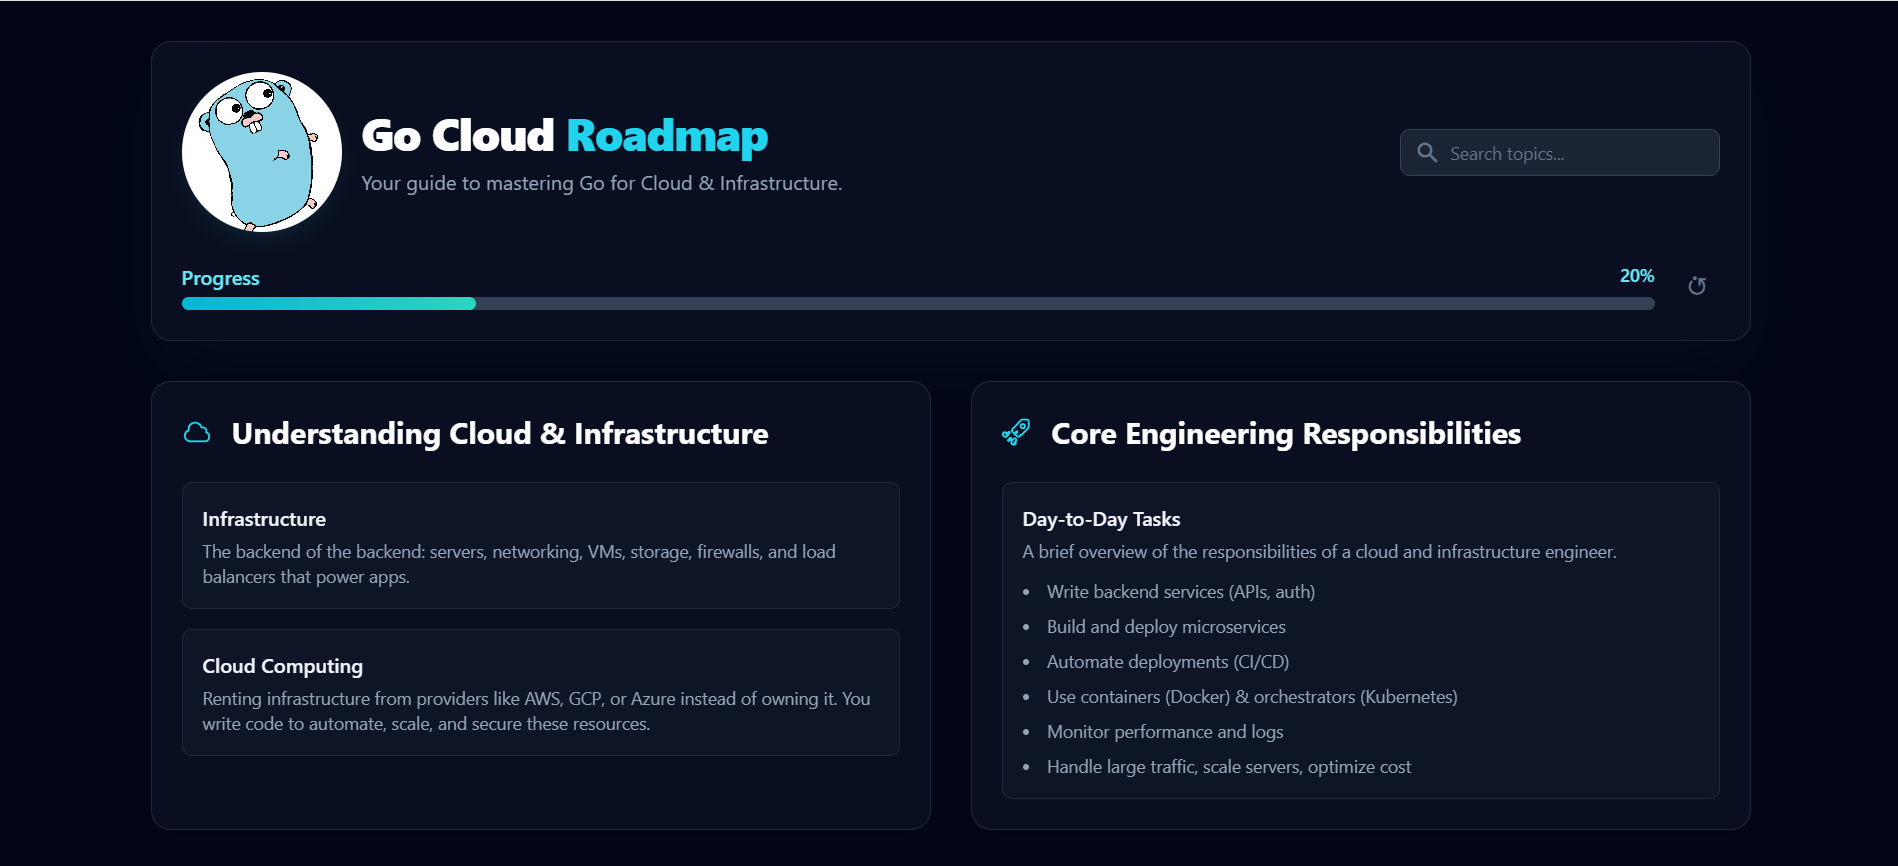 Go Cloud Roadmap
Your guide to mastering Go for Cloud & Infrastructure.
Search topics...
Progress
20%
Understanding Cloud & Infrastructure
Infrastructure
The backend of the backend: servers, networking, VMs, storage, firewalls, and load
balancers that power apps.
Cloud Computing
Renting infrastructure from providers like AWS, GCP, or Azure instead of owning it. You
write code to automate, scale, and secure these resources.
Core Engineering Responsibilities
Day-to-Day Tasks
A brief overview of the responsibilities of a cloud and infrastructure engineer.
• Write backend services (APIs, auth)
• Build and deploy microservices
• Automate deployments (CI/CD)
• Use containers (Docker) & orchestrators (Kubernetes)
• Monitor performance and logs
• Handle large traffic, scale servers, optimize cost